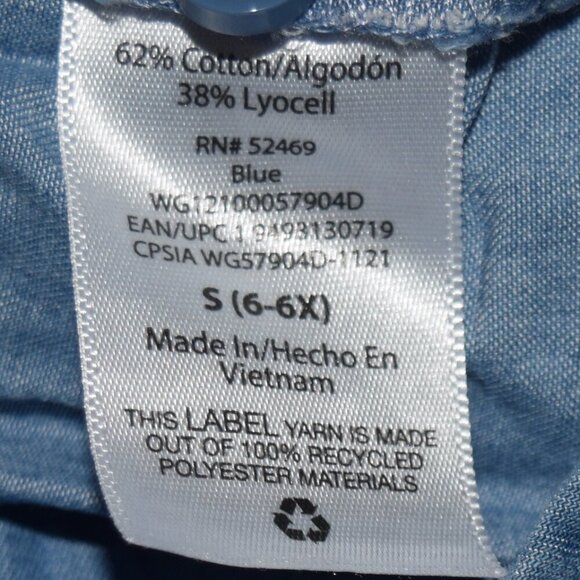 62% Cotton/Algodón
38% Lyocell
RN# 52469
Blue
WG12100057904D
EAN/UPC
CPSIA WG57904D-1121
S (6-6X)
Made In/Hecho En
Vietnam
THIS LABEL YARN IS MADE
OUT OF 100% RECYCLED
POLYESTER MATERIALS